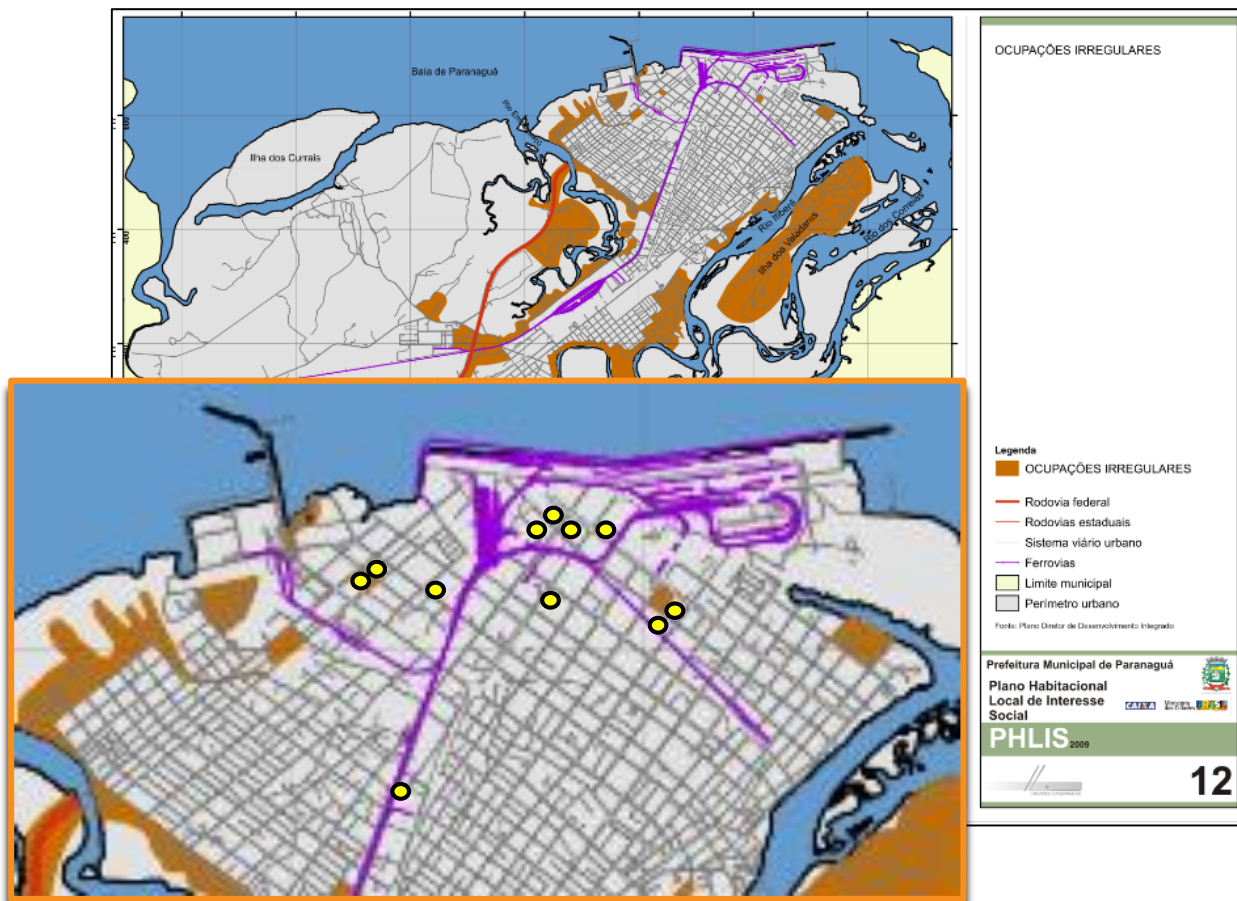 OCUPAÇÕES IRREGULARES
Baía de Paranaguá
Ilha dos Currais
Rio Itiberê
Ilha dos Valadares
Rio dos Correias
Legenda
OCUPAÇÕES IRREGULARES
Rodovia federal
Rodovias estaduais
Sistema viário urbano
Ferrovias
Limite municipal
Perímetro urbano
Fonte: Plano Diretor de Desenvolvimento Integrado
Prefeitura Municipal de Paranaguá
Plano Habitacional
Local de Interesse
Social
CAIXA
PHLIS 2009
12